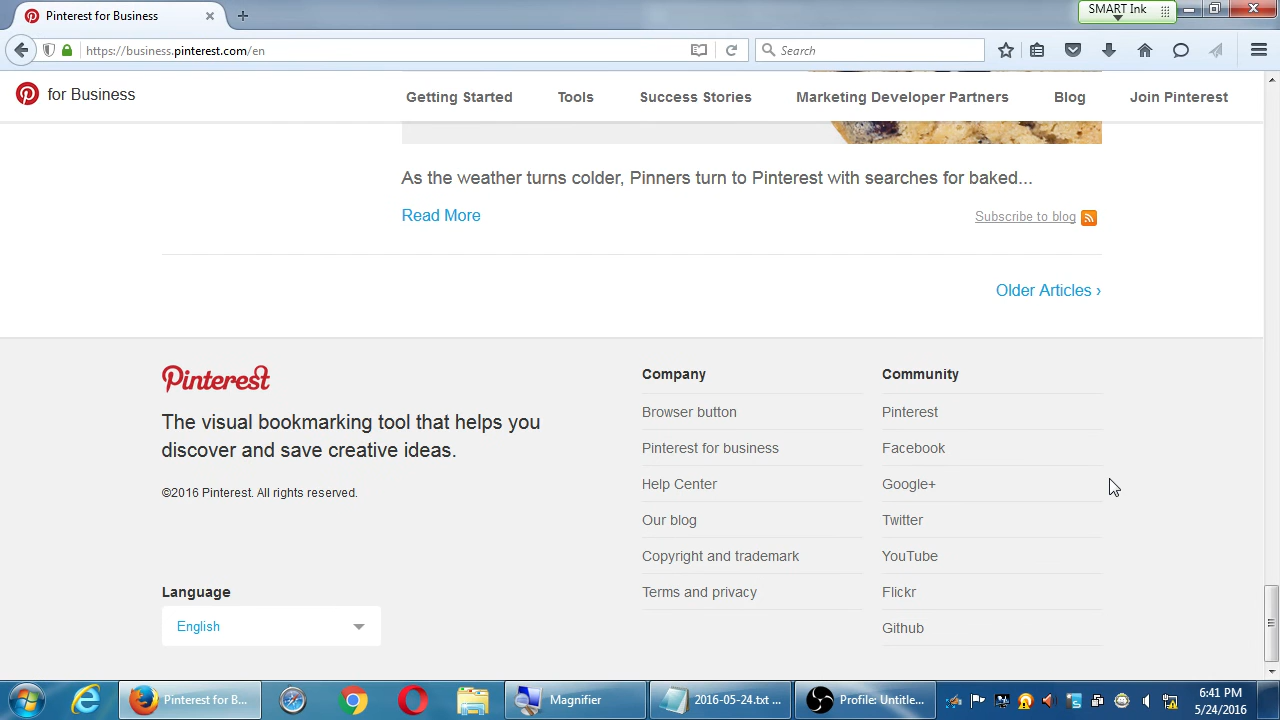 Pinterest for Business
SMART Ink
https://business.pinterest.com/en
Search
for Business
Getting Started
Tools
Success Stories
Marketing Developer Partners
Blog
Join Pinterest
As the weather turns colder, Pinners turn to Pinterest with searches for baked...
Read More
Subscribe to blog
Older Articles ›
Pinterest
The visual bookmarking tool that helps you
discover and save creative ideas.
©2016 Pinterest. All rights reserved.
Language
English
Company
Browser button
Pinterest for business
Help Center
Our blog
Copyright and trademark
Terms and privacy
Community
Pinterest
Facebook
Google+
Twitter
YouTube
Flickr
Github
Pinterest for B...
Magnifier
2016-05-24.txt ...
Profile: Untitle...
6:41 PM
5/24/2016